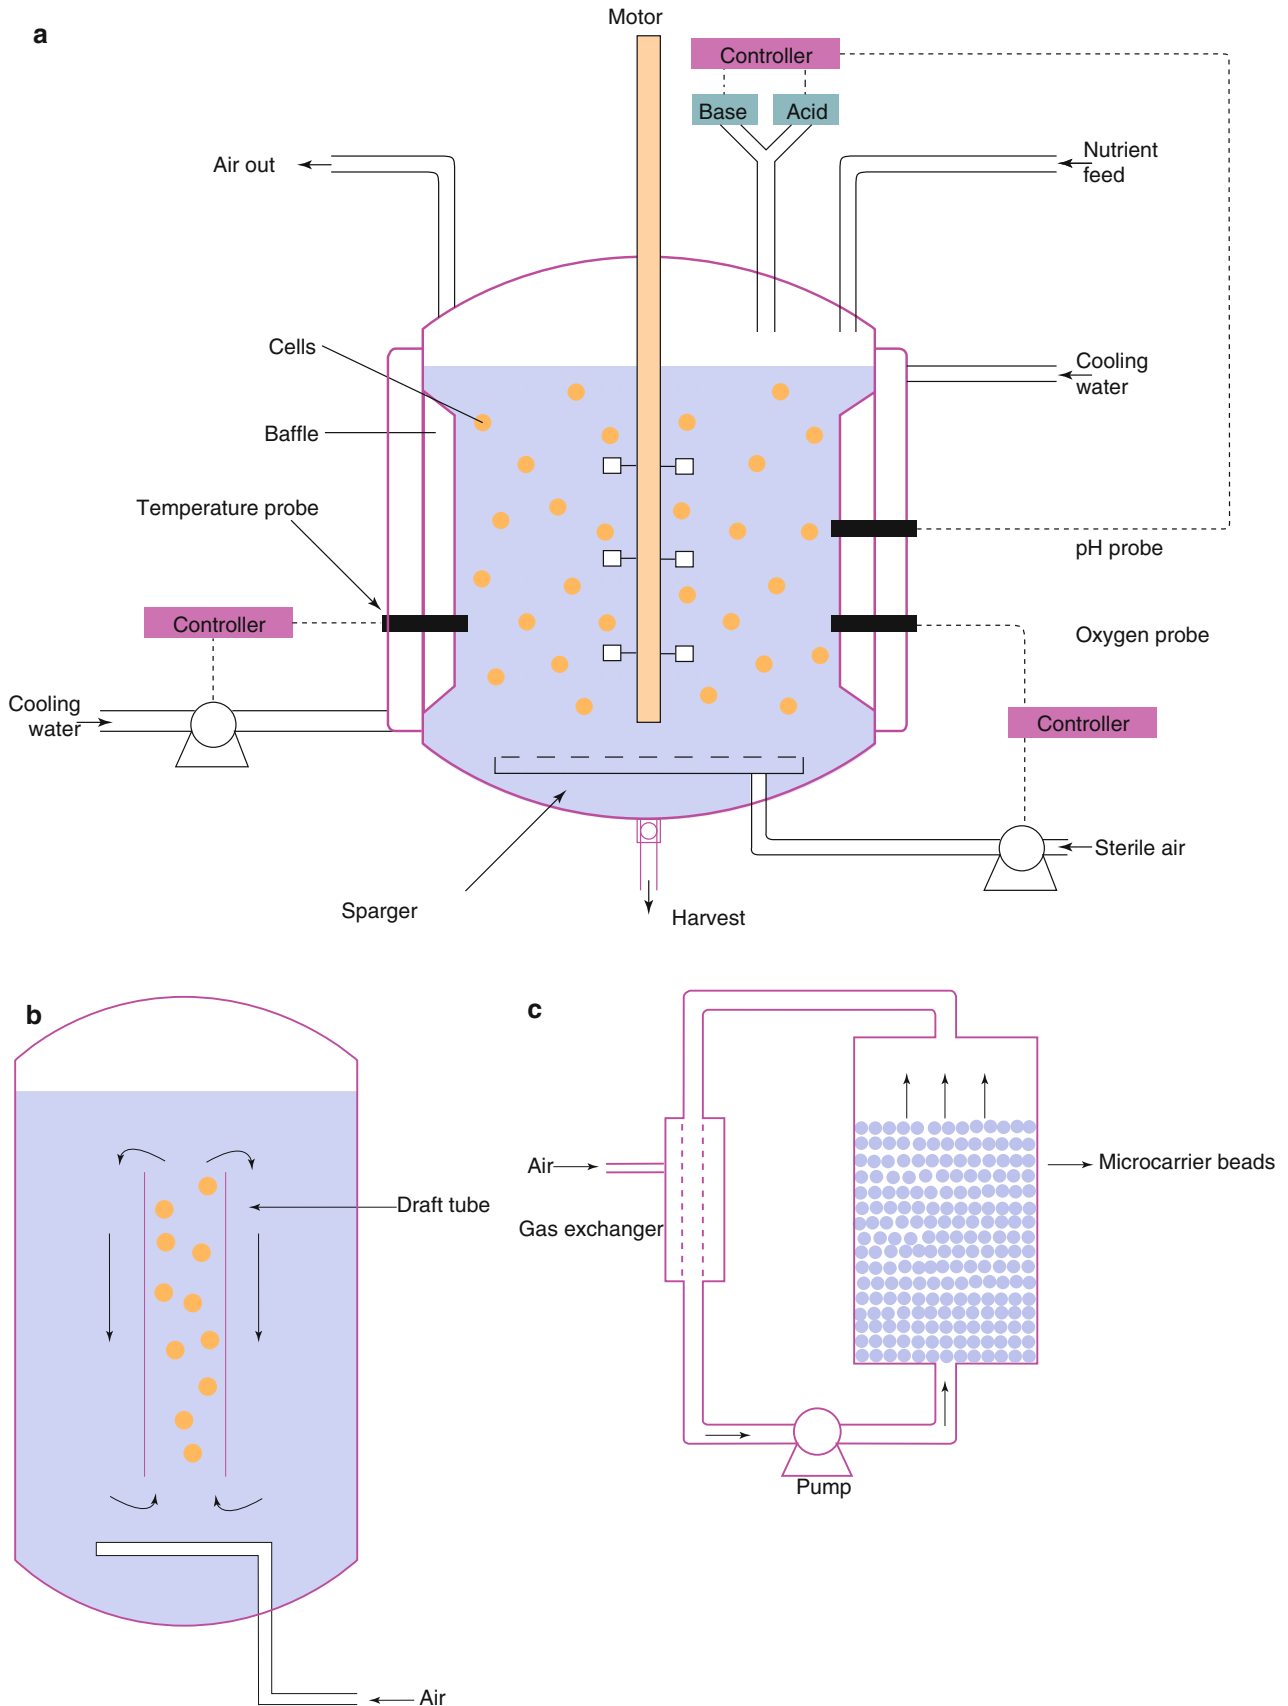 a
Motor
Controller
Base
Acid
Air out
Nutrient
feed
Cells
Cooling
water
Baffle
Temperature probe
pH probe
Controller
Oxygen probe
Cooling
water
Controller
Sterile air
Sparger
Harvest
b
Draft tube
Air
c
Air
Microcarrier beads
Gas exchanger
Pump